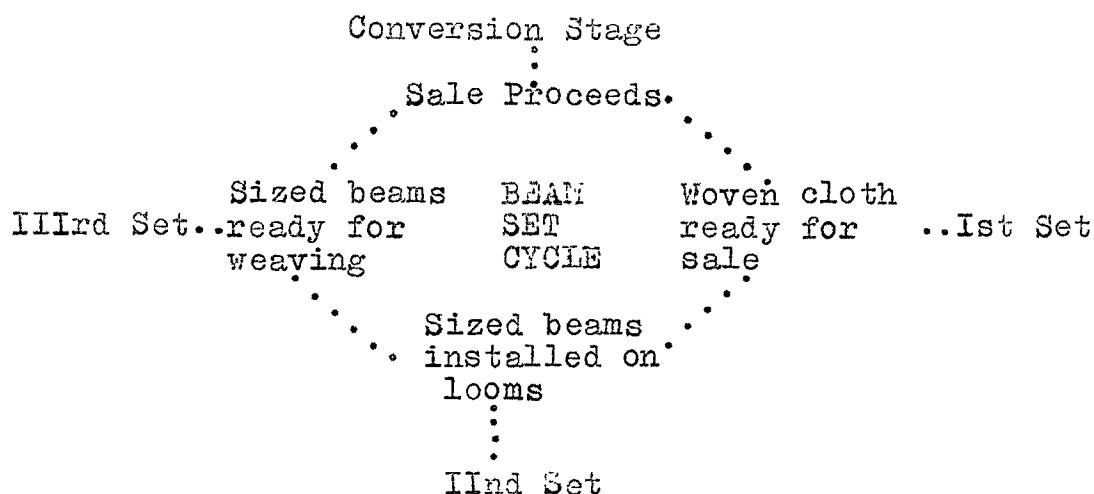 Conversion Stage
Sale Proceeds
IIIrd Set
Sized beams
ready for
weaving
BEAM
SET
CYCLE
Woven cloth
ready for
sale
Ist Set
Sized beams
installed on
looms
IInd Set